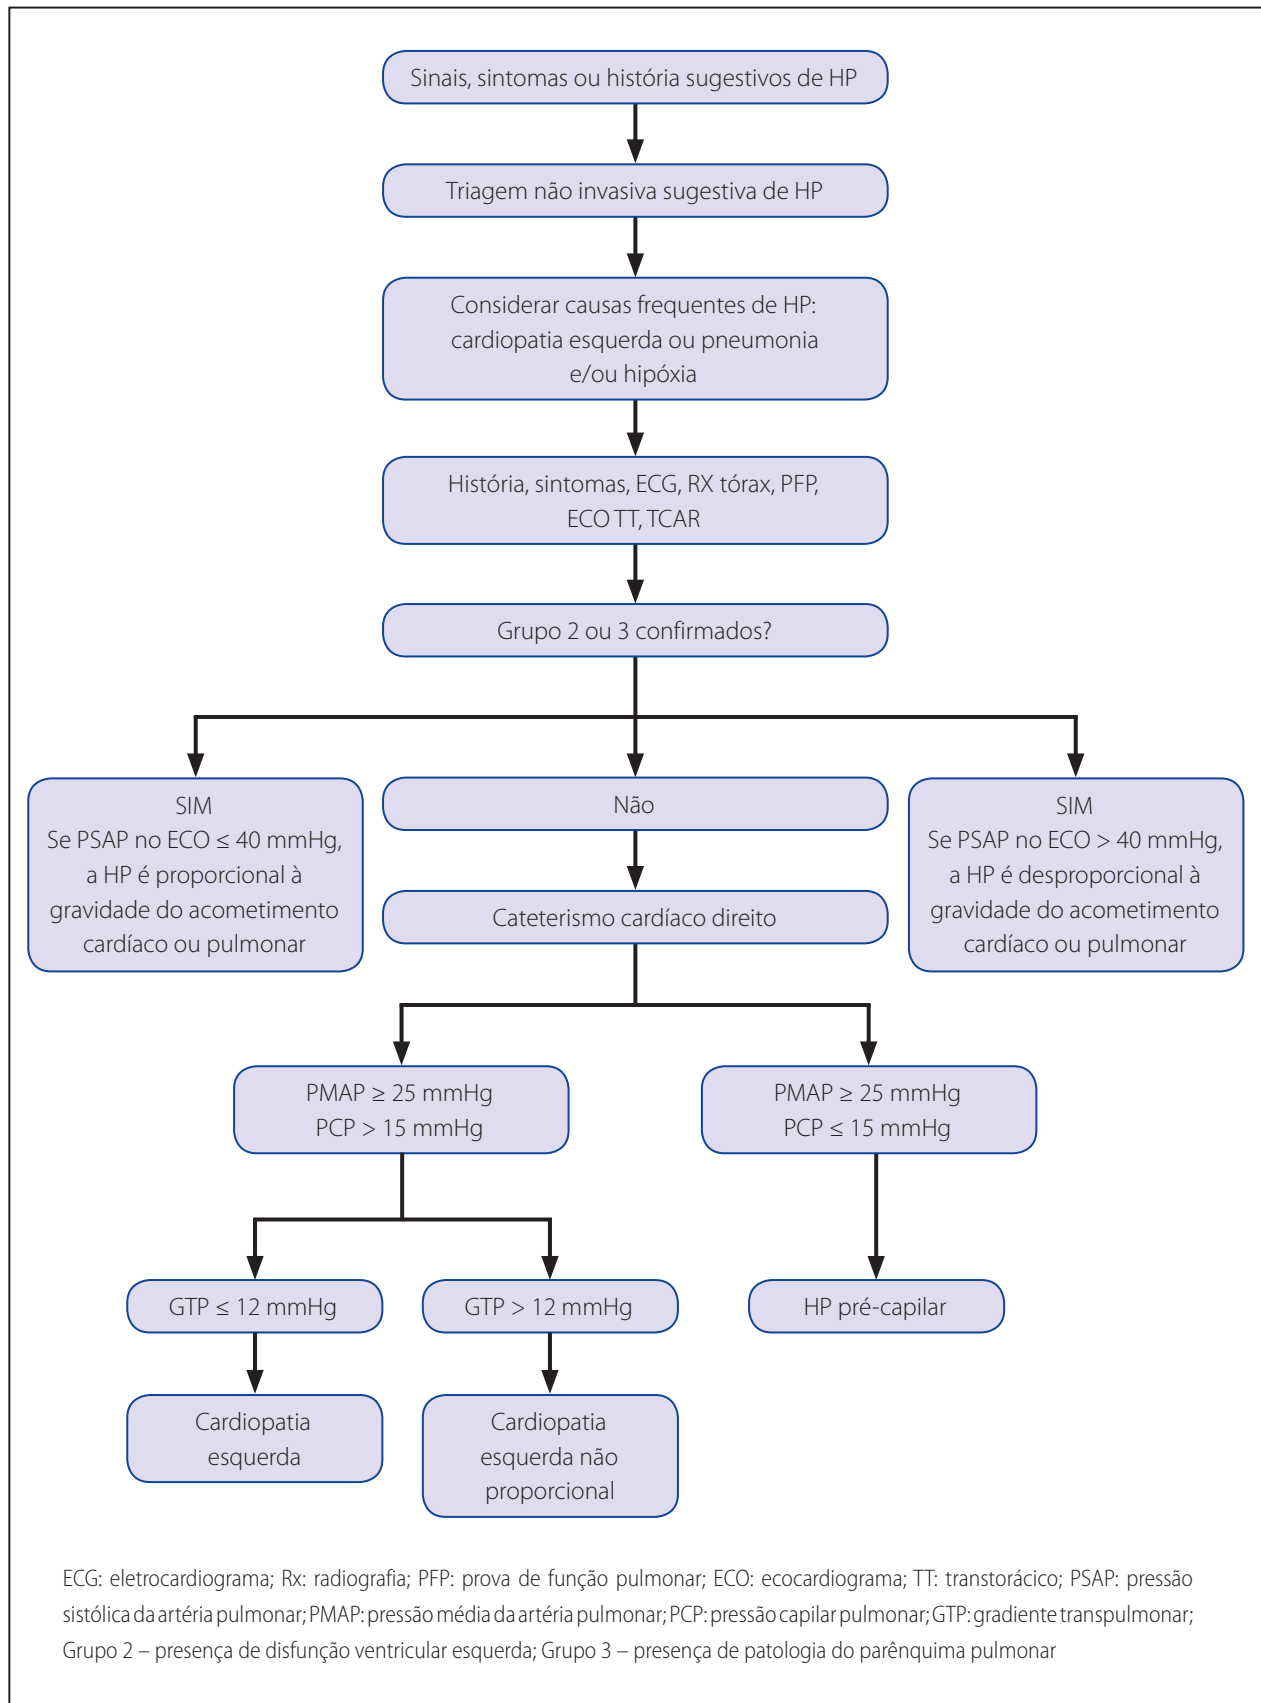 Sinais, sintomas ou história sugestivos de HP
Triagem não invasiva sugestiva de HP
Considerar causas frequentes de HP:
cardiopatia esquerda ou pneumonia
e/ou hipóxia
História, sintomas, ECG, RX tórax, PFP,
ECO TT, TCAR
Grupo 2 ou 3 confirmados?
SIM
Se PSAP no ECO ≤ 40 mmHg,
a HP é proporcional à
gravidade do acometimento
cardíaco ou pulmonar
Não
SIM
Se PSAP no ECO > 40 mmHg,
a HP é desproporcional à
gravidade do acometimento
cardíaco ou pulmonar
Cateterismo cardíaco direito
PMAP ≥ 25 mmHg
PCP > 15 mmHg
PMAP ≥ 25 mmHg
PCP ≤ 15 mmHg
GTP ≤ 12 mmHg
GTP > 12 mmHg
HP pré-capilar
Cardiopatia
esquerda
Cardiopatia
esquerda não
proporcional
ECG: eletrocardiograma; Rx: radiografia; PFP: prova de função pulmonar; ECO: ecocardiograma; TT: transtorácico; PSAP: pressão
sistólica da artéria pulmonar; PMAP: pressão média da artéria pulmonar; PCP: pressão capilar pulmonar; GTP: gradiente transpulmonar;
Grupo 2 – presença de disfunção ventricular esquerda; Grupo 3 – presença de patologia do parênquima pulmonar